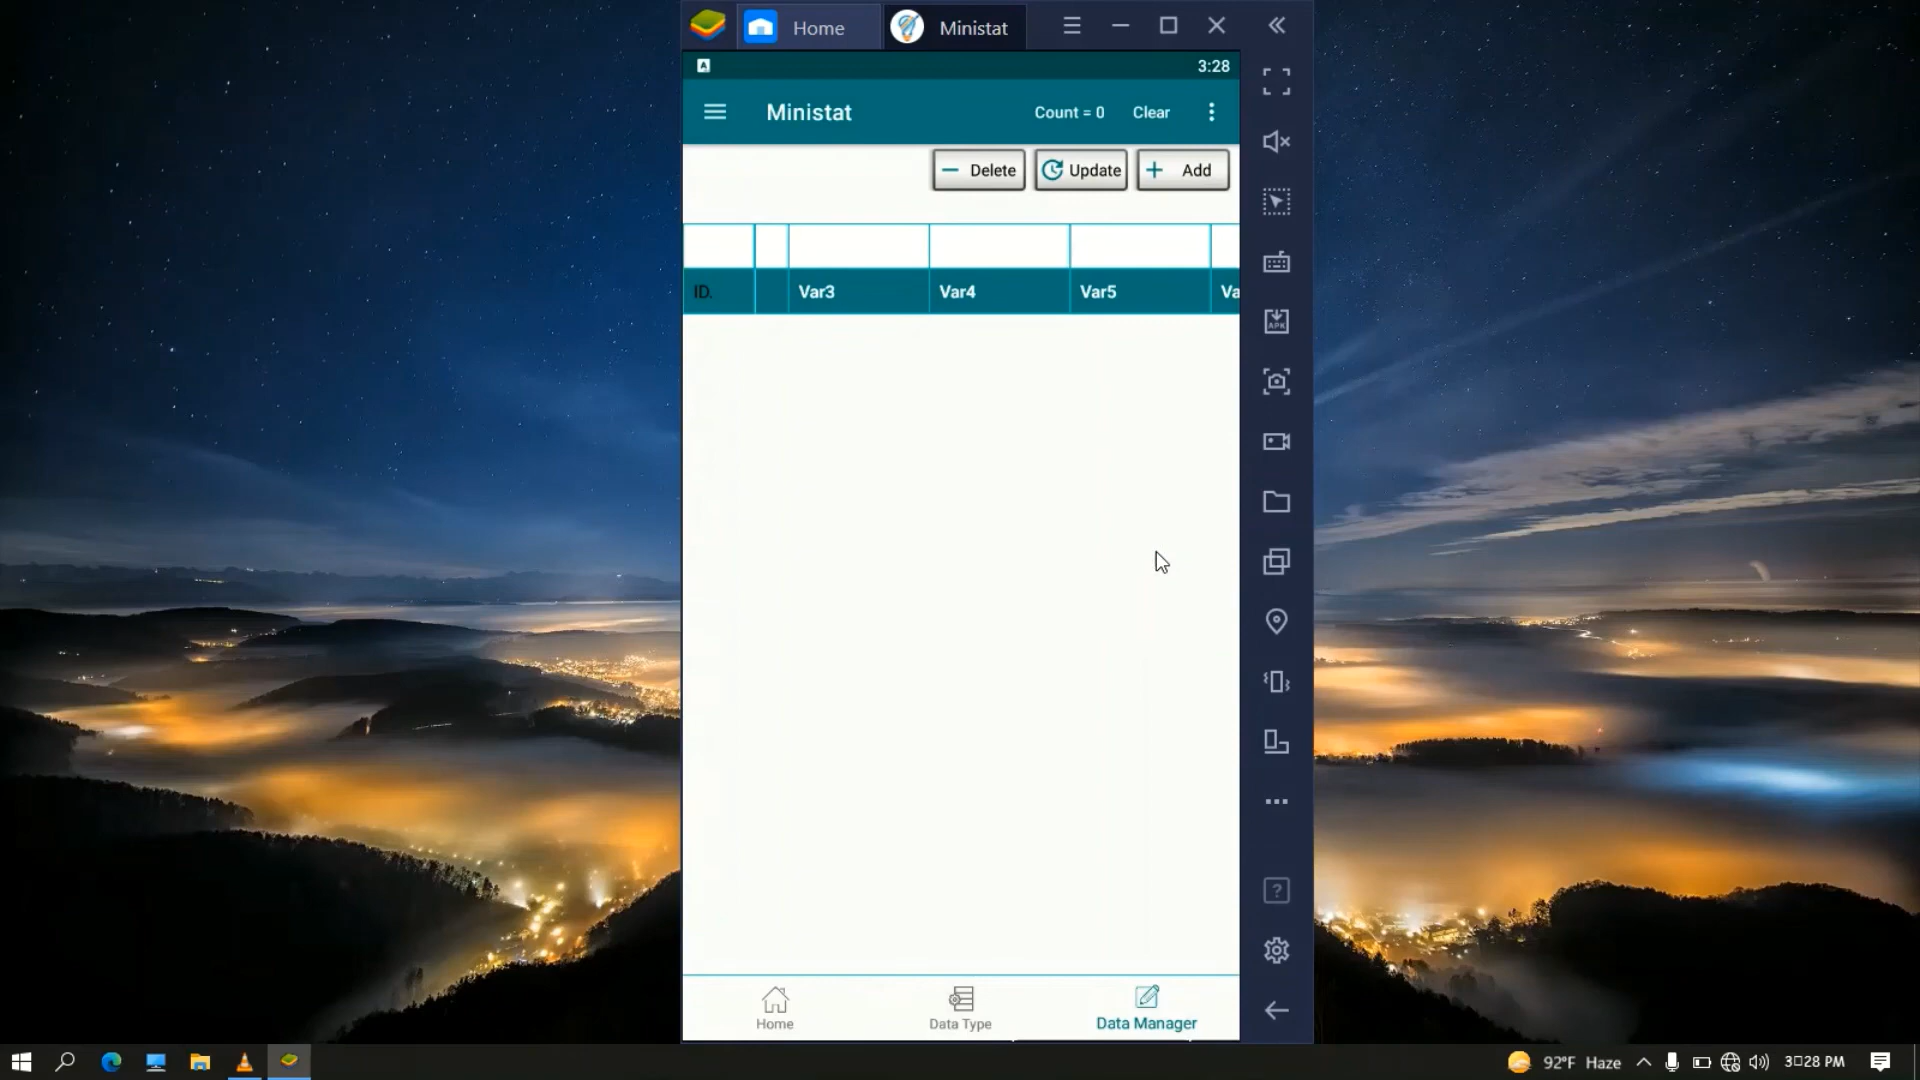 Home
Ministat
A
3:28
Ministat
Count = 0
Clear
Delete
Update
Add
ID.
Var3
Var4
Var5
Va
APK
Home
Data Type
Data Manager
92°F Haze
3□28 PM